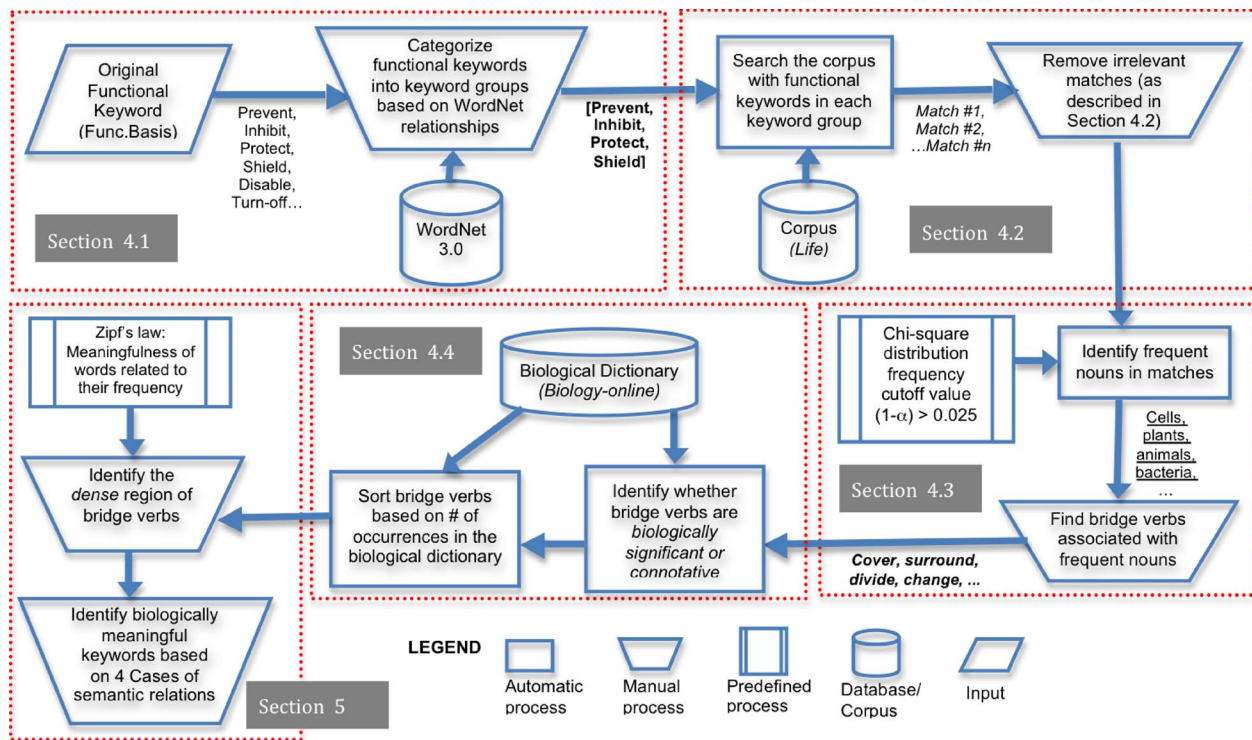 Original
Functional
Keyword
(Func.Basis)
Prevent,
Inhibit,
Protect,
Shield,
Disable,
Turn-off…
Categorize
functional keywords
into keyword groups
based on WordNet
relationships
WordNet
3.0
[Prevent,
Inhibit,
Protect,
Shield]
Section 4.1
Search the corpus
with functional
keywords in each
keyword group
Corpus
(Life)
Match #1,
Match #2,
…Match #n
Remove irrelevant
matches (as
described in
Section 4.2)
Section 4.2
Chi-square
distribution
frequency
cutoff value
(1-α) > 0.025
Identify frequent
nouns in matches
Cells,
plants,
animals,
bacteria,
…
Section 4.3
Find bridge verbs
associated with
frequent nouns
Cover, surround,
divide, change, ...
Section 4.4
Biological Dictionary
(Biology-online)
Identify whether
bridge verbs are
biologically
significant or
connotative
Sort bridge verbs
based on # of
occurrences in the
biological dictionary
Zipf's law:
Meaningfulness of
words related to
their frequency
Identify the
dense region of
bridge verbs
Identify biologically
meaningful
keywords based
on 4 Cases of
semantic relations
Section 5
LEGEND
Automatic
process
Manual
process
Predefined
process
Database/
Corpus
Input